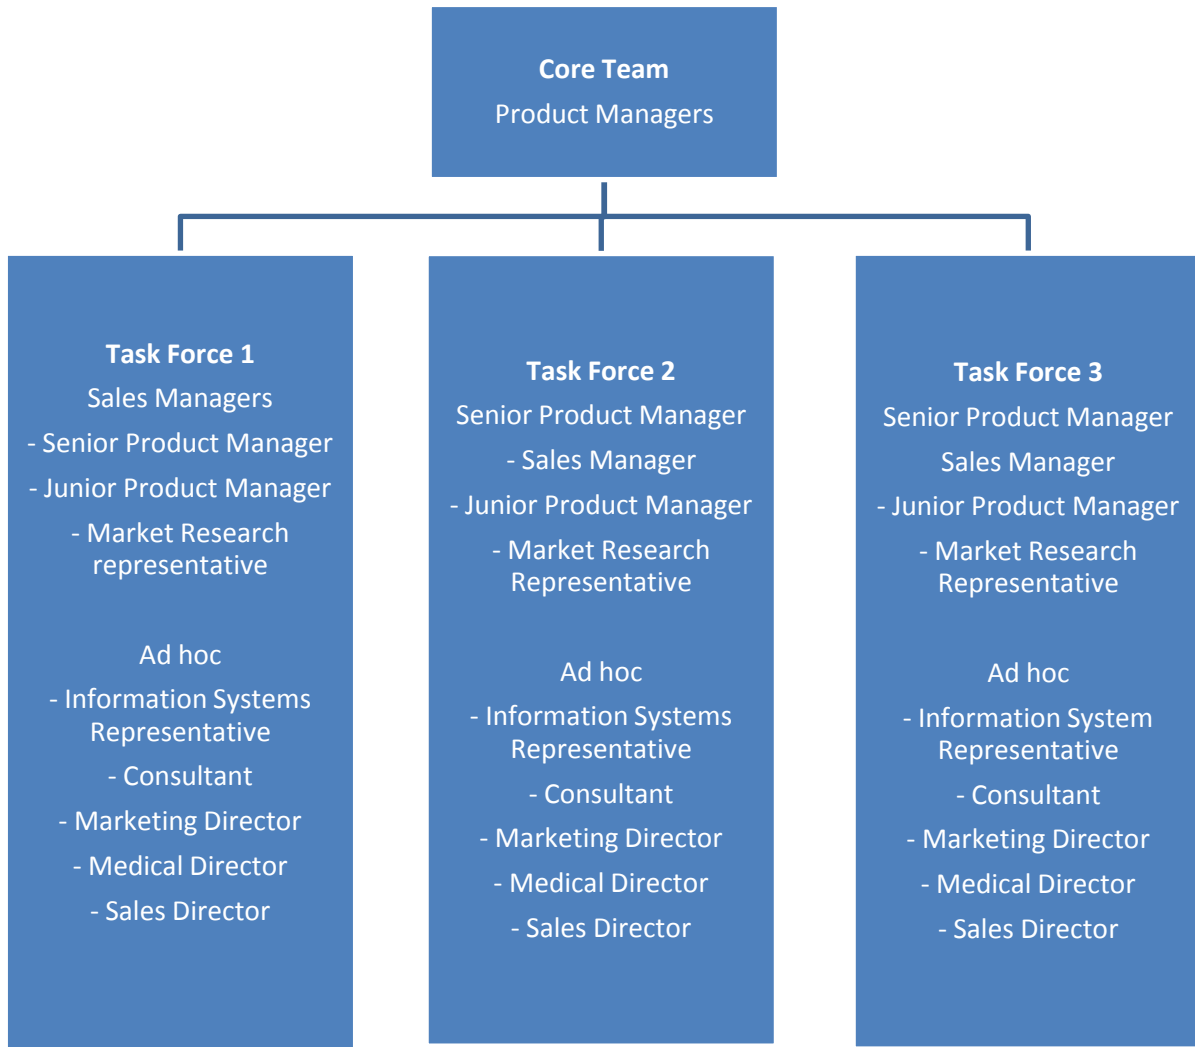 Core Team
Product Managers
Task Force 1
Sales Managers
- Senior Product Manager
- Junior Product Manager
- Market Research
representative
Ad hoc
- Information Systems
Representative
- Consultant
- Marketing Director
- Medical Director
- Sales Director
Task Force 2
Senior Product Manager
- Sales Manager
- Junior Product Manager
- Market Research
Representative
Ad hoc
- Information Systems
Representative
- Consultant
- Marketing Director
- Medical Director
- Sales Director
Task Force 3
Senior Product Manager
Sales Manager
- Junior Product Manager
- Market Research
Representative
Ad hoc
- Information System
Representative
- Consultant
- Marketing Director
- Medical Director
- Sales Director